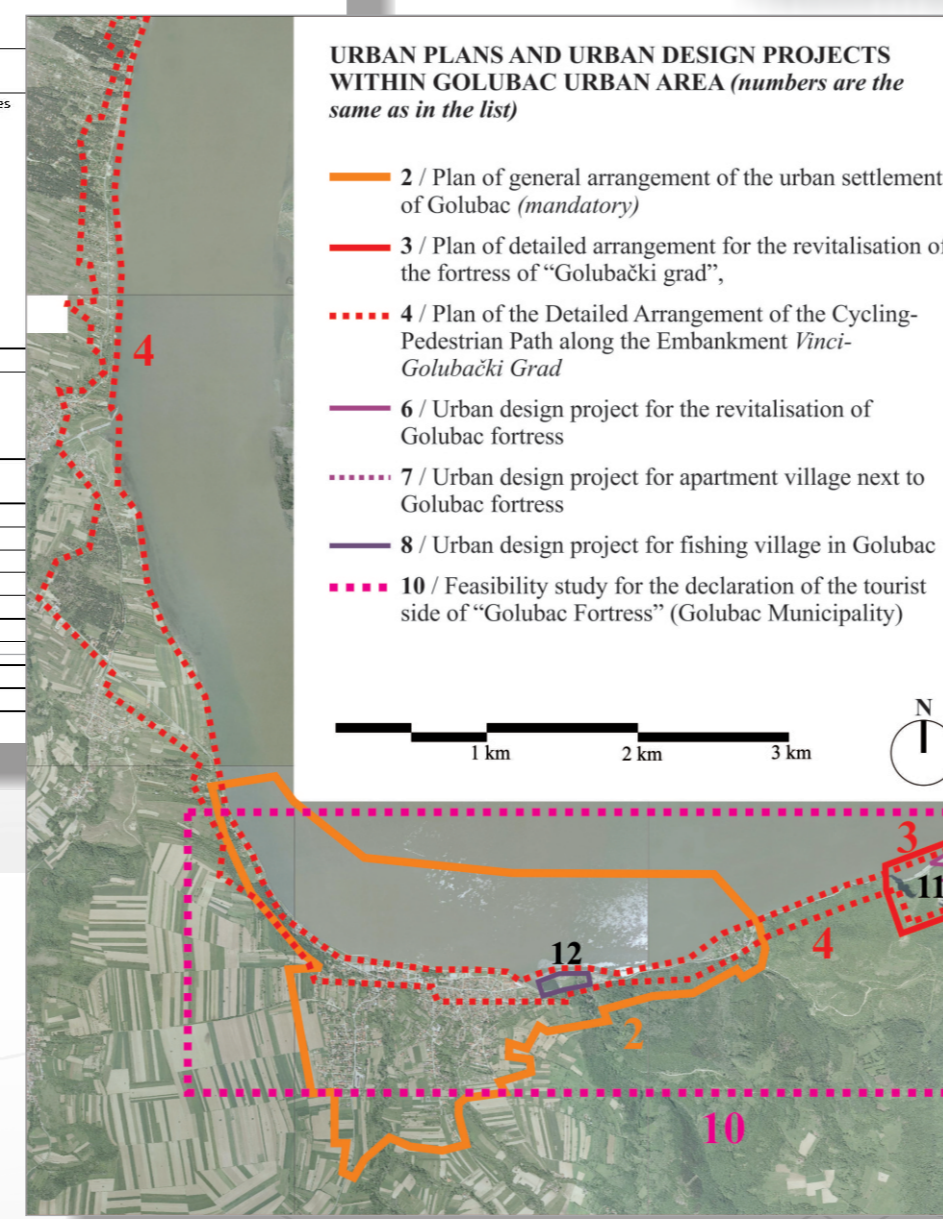 es
URBAN PLANS AND URBAN DESIGN PROJECTS
WITHIN GOLUBAC URBAN AREA (numbers are the
same as in the list)
2 / Plan of general arrangement of the urban settlement
of Golubac (mandatory)
3 / Plan of detailed arrangement for the revitalisation of
the fortress of “Golubački grad”,
4 / Plan of the Detailed Arrangement of the Cycling-
Pedestrian Path along the Embankment Vinci-
Golubački Grad
6 / Urban design project for the revitalisation of
Golubac fortress
7 / Urban design project for apartment village next to
Golubac fortress
8 / Urban design project for fishing village in Golubac
10 / Feasibility study for the declaration of the tourist
side of “Golubac Fortress” (Golubac Municipality)
1 km 2 km 3 km
N
4
3
11
4
12
2
10